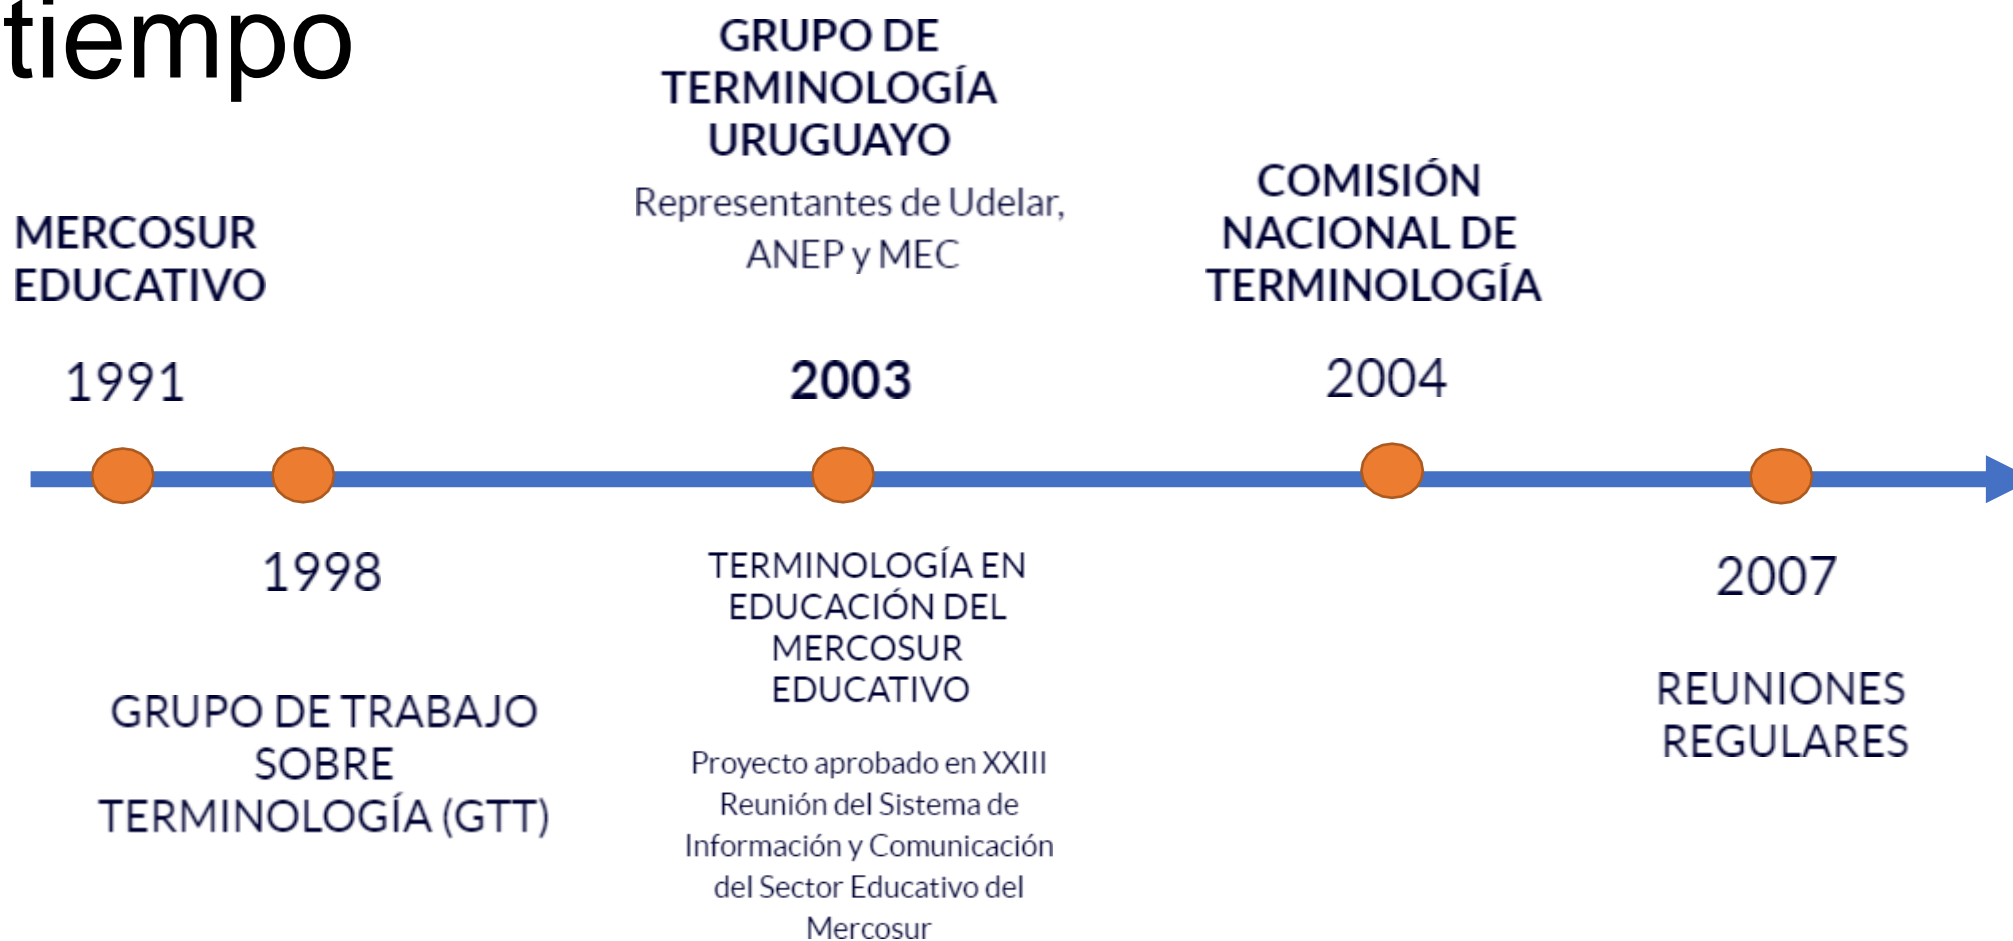 tiempo
MERCOSUR
EDUCATIVO
1991
1998
GRUPO DE TRABAJO
SOBRE
TERMINOLOGÍA (GTT)
GRUPO DE
TERMINOLOGÍA
URUGUAYO
Representantes de Udelar,
ANEP y MEC
2003
TERMINOLOGÍA EN
EDUCACIÓN DEL
MERCOSUR
EDUCATIVO
Proyecto aprobado en XXIII
Reunión del Sistema de
Información y Comunicación
del Sector Educativo del
Mercosur
COMISIÓN
NACIONAL DE
TERMINOLOGÍA
2004
2007
REUNIONES
REGULARES